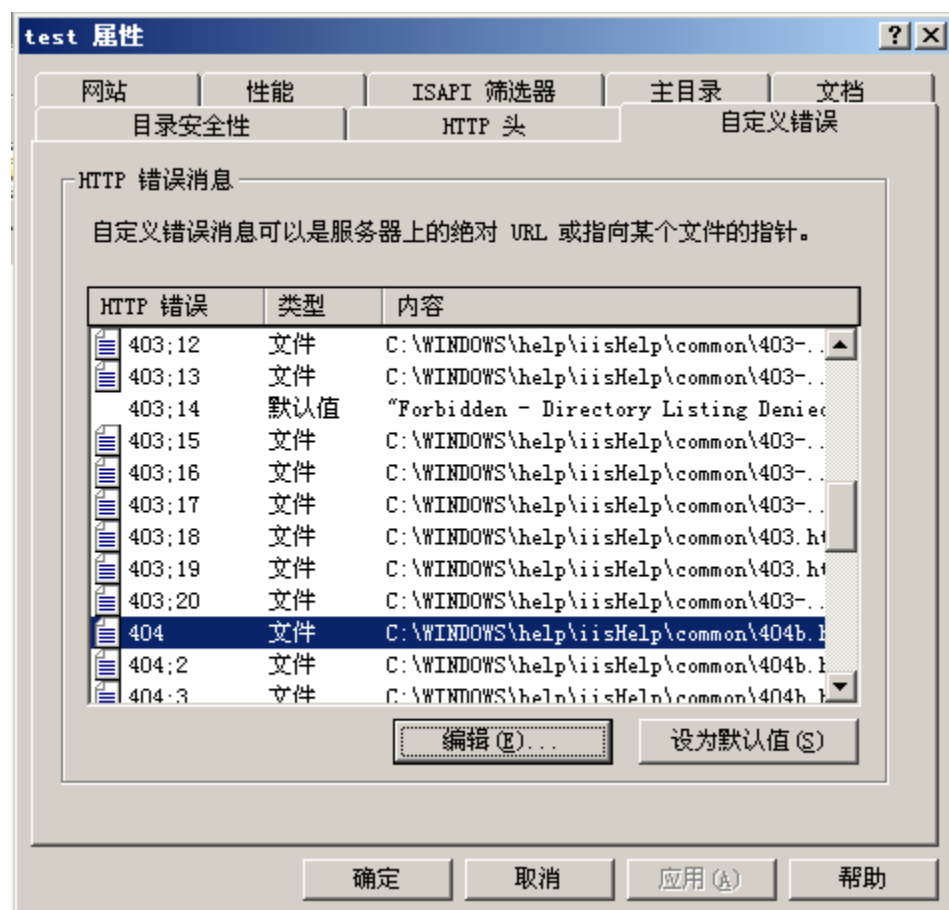 test 属性
网站 性能 ISAPI 筛选器 主目录 文档
目录安全性 HTTP 头 自定义错误
HTTP 错误消息
自定义错误消息可以是服务器上的绝对 URL 或指向某个文件的指针。
HTTP 错误 类型 内容
403;12 文件 C:\WINDOWS\help\iisHelp\common\403-..
403;13 文件 C:\WINDOWS\help\iisHelp\common\403-..
403;14 默认值 "Forbidden - Directory Listing Denied
403;15 文件 C:\WINDOWS\help\iisHelp\common\403-..
403;16 文件 C:\WINDOWS\help\iisHelp\common\403-..
403;17 文件 C:\WINDOWS\help\iisHelp\common\403-..
403;18 文件 C:\WINDOWS\help\iisHelp\common\403.ht
403;19 文件 C:\WINDOWS\help\iisHelp\common\403.ht
403;20 文件 C:\WINDOWS\help\iisHelp\common\403-..
404 文件 C:\WINDOWS\help\iisHelp\common\404b.h
404;2 文件 C:\WINDOWS\help\iisHelp\common\404b.h
404;3 文件 C:\WINDOWS\help\iisHelp\common\404b.h
编辑(E)... 设为默认值(S)
确定 取消 应用(A) 帮助